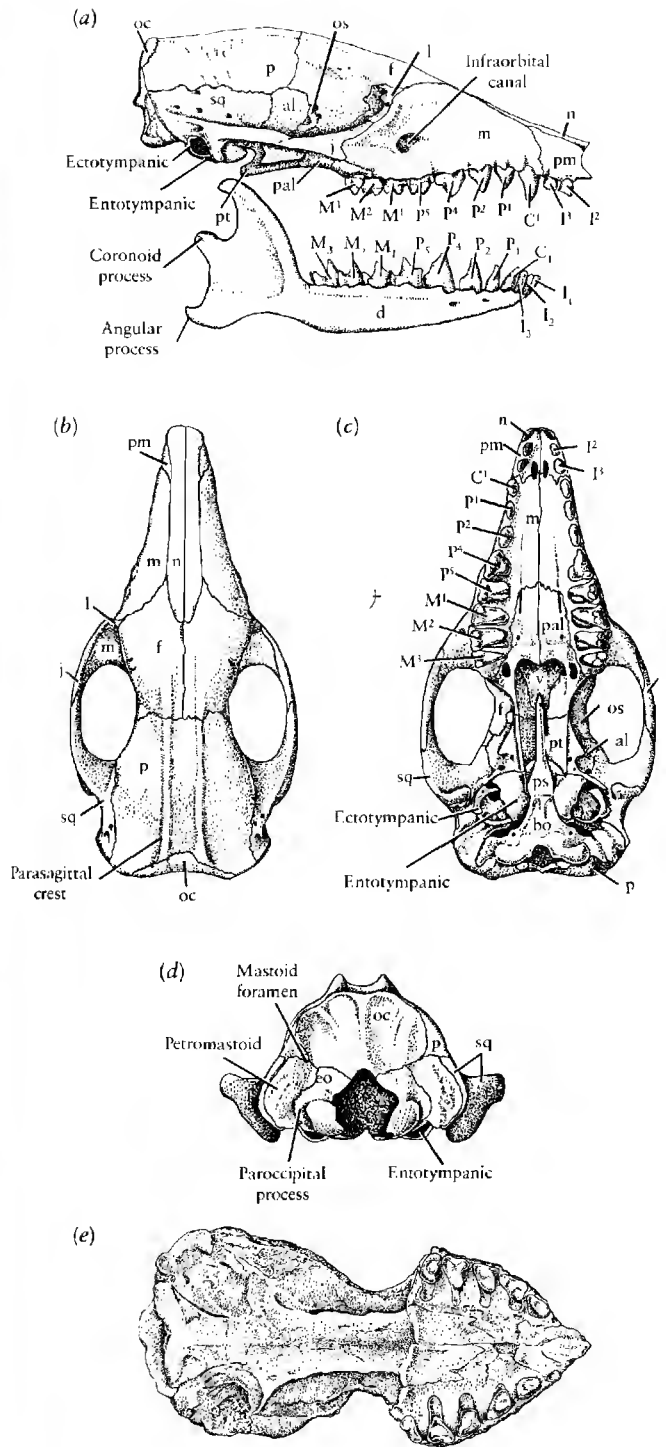 (a)
oc
os
l
p
f
Infraorbital
canal
n
sq
al
j
m
pm
Ectotympanic
Entotympanic
pt
pal
M³ M² M¹ P⁵ P⁴ P² P¹ C¹ I³ I²
Coronoid
process
M₃ M₂ M₁ P₅ P₄ P₂ P₁ C₁
I₁
I₂
I₃
d
Angular
process
(b)
pm
m
n
l
m
f
j
p
sq
Parasagittal
crest
oc
(c)
n
pm
I²
I³
C¹
P¹
m
P²
P⁴
P⁵
M¹
pal
M²
M³
v
f
os
pt
al
sq
ps
Ectotympanic
bo
Entotympanic
p
(d)
Mastoid
foramen
oc
Petromastoid
p
sq
eo
Paroccipital
process
Entotympanic
(e)